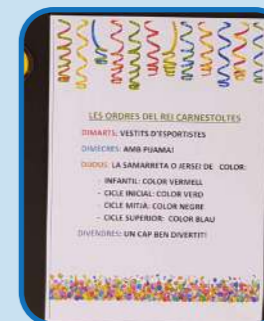 LES ORDRES DEL REI CARNESTOLTES
DIMARTS: VESTITS D'ESPORTISTES
DIMECRES: AMB PIJAMA!
DIJOUS: LA SAMARRETA O JERSEI DE COLOR:
- INFANTIL: COLOR VERMELL
- CICLE INICIAL: COLOR VERD
- CICLE MITJÀ: COLOR NEGRE
- CICLE SUPERIOR: COLOR BLAU
DIVENDRES: UN CAP BEN DIVERTIT!